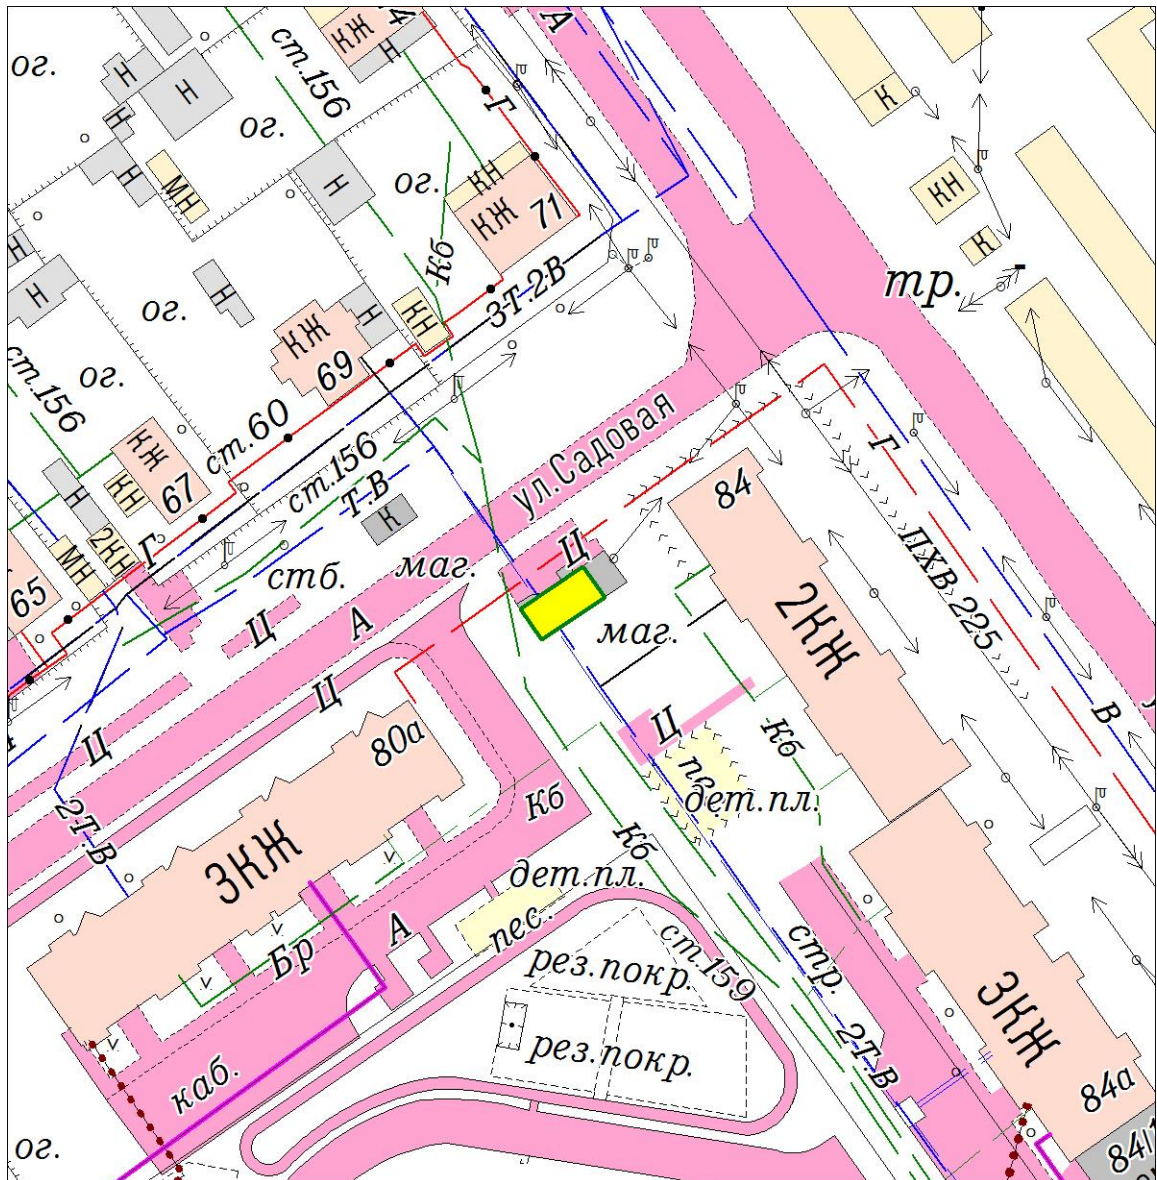 ог.
Н
Н
Н
ст.156
КЖ
Н
4
А
Г
К
ог.
Н
МН
Н
ог.
КН
КЖ
71
КН
К
тр.
Н
Н
ог.
Н
Кб
3Т.2В
КН
КЖ
69
Н
ог.
ст.156
КЖ
67
ст.60
ст.156
Т.В
К
ул.Садовая
84
Г
ПХВ 225
Н
КН
2КН
МН
Г
65
стб.
маг.
Ц
маг.
2КЖ
Ц
А
Ц
Ц
Ц
80а
Кб
Кб
В
пес.
дет.пл.
2Т.В
3КЖ
Кб
дет.пл.
Бр
А
пес.
рез.покр.
ст.159
стр.
3КЖ
рез.покр.
2Т.В
каб.
84а
ог.
84/1